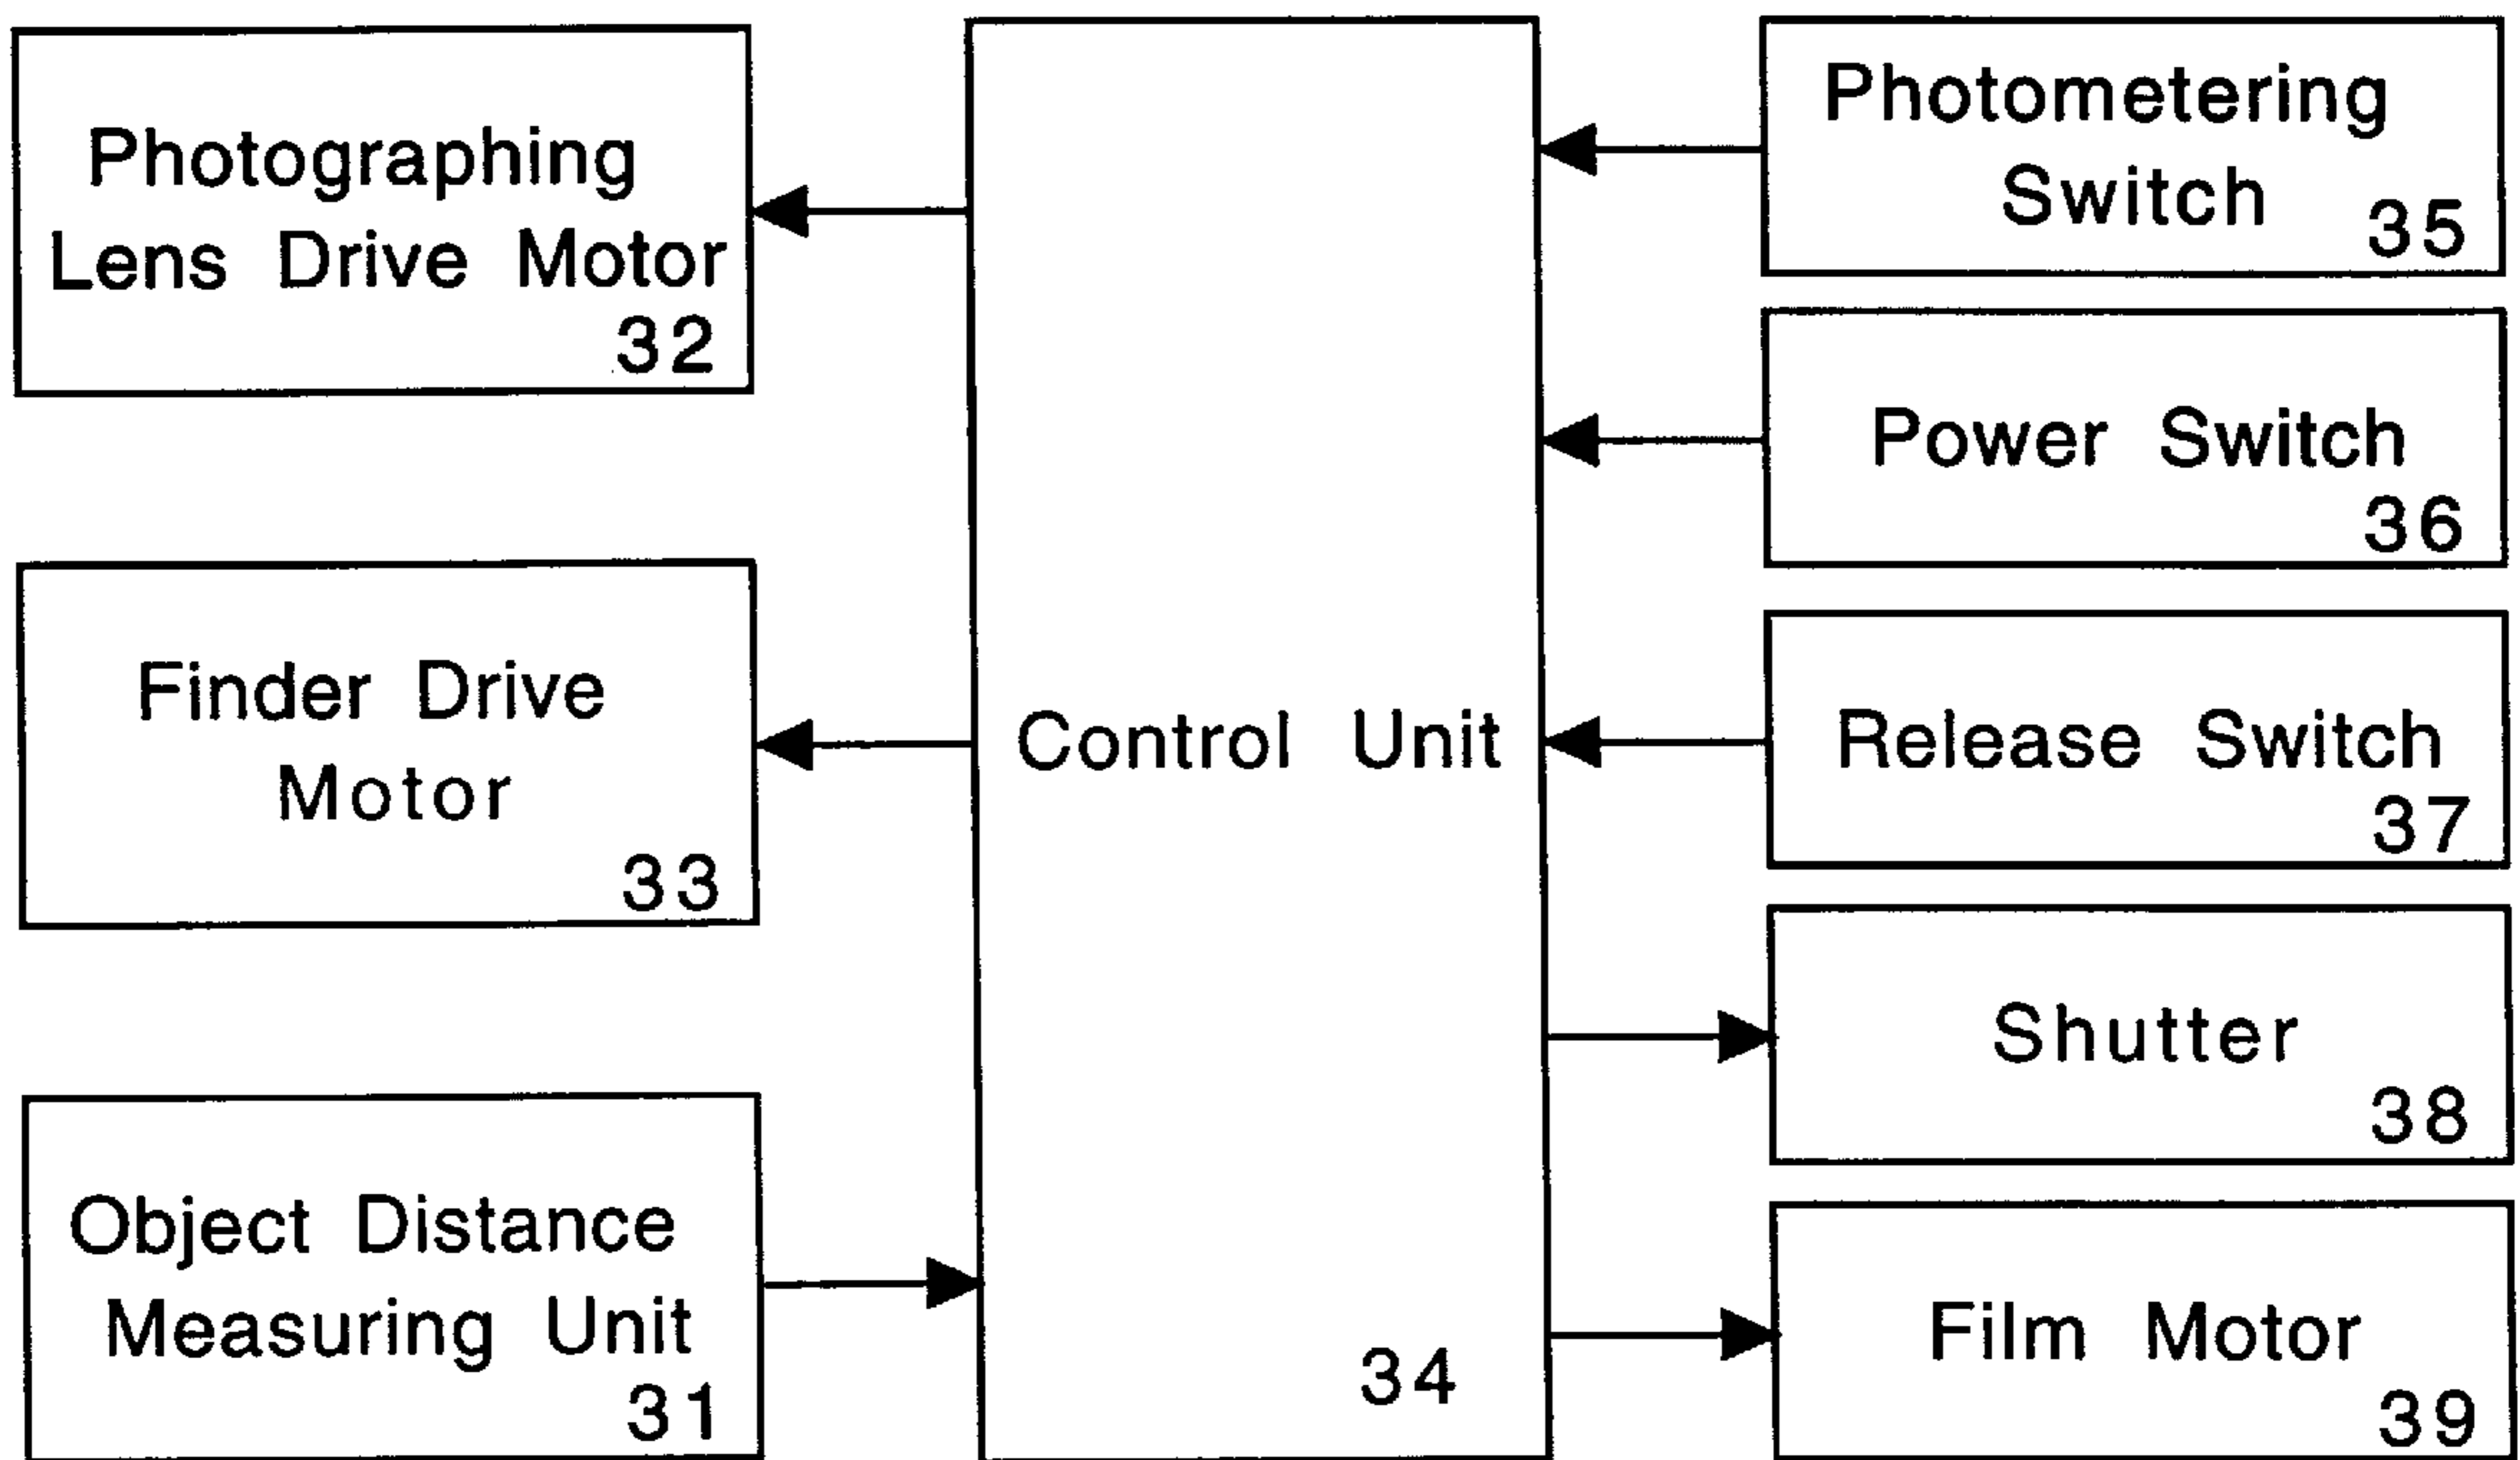 Photographing
Lens Drive Motor
32
Finder Drive
Motor
33
Object Distance
Measuring Unit
31
Control Unit
34
Photometering
Switch
35
Power Switch
36
Release Switch
37
Shutter
38
Film Motor
39